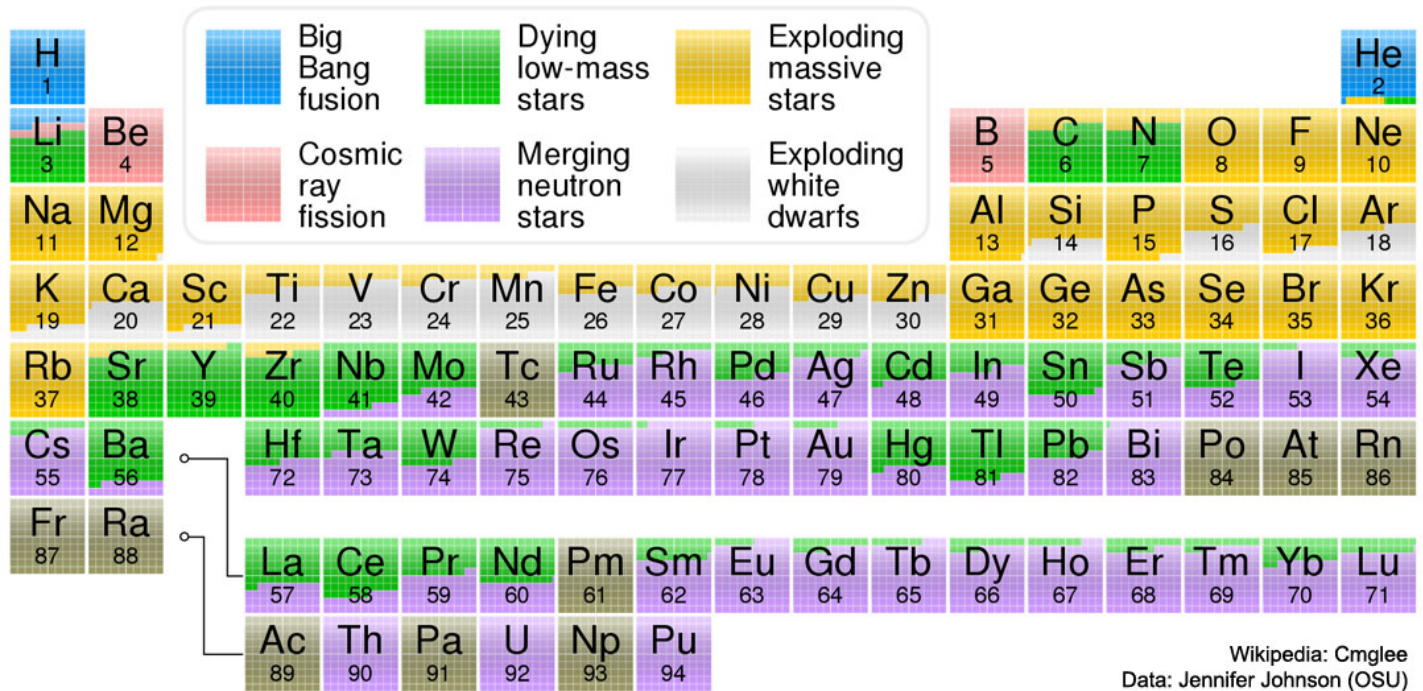 H
1
Big
Bang
fusion
Dying
low-mass
stars
Exploding
massive
stars
He
2
Cosmic
ray
fission
Merging
neutron
stars
Exploding
white
dwarfs
Li Be B C N O F Ne
3 4 5 6 7 8 9 10
Na Mg Al Si P S Cl Ar
11 12 13 14 15 16 17 18
K Ca Sc Ti V Cr Mn Fe Co Ni Cu Zn Ga Ge As Se Br Kr
19 20 21 22 23 24 25 26 27 28 29 30 31 32 33 34 35 36
Rb Sr Y Zr Nb Mo Tc Ru Rh Pd Ag Cd In Sn Sb Te I Xe
37 38 39 40 41 42 43 44 45 46 47 48 49 50 51 52 53 54
Cs Ba Hf Ta W Re Os Ir Pt Au Hg Tl Pb Bi Po At Rn
55 56 72 73 74 75 76 77 78 79 80 81 82 83 84 85 86
Fr Ra
87 88
La Ce Pr Nd Pm Sm Eu Gd Tb Dy Ho Er Tm Yb Lu
57 58 59 60 61 62 63 64 65 66 67 68 69 70 71
Ac Th Pa U Np Pu
89 90 91 92 93 94
Wikipedia: Cmglee
Data: Jennifer Johnson (OSU)